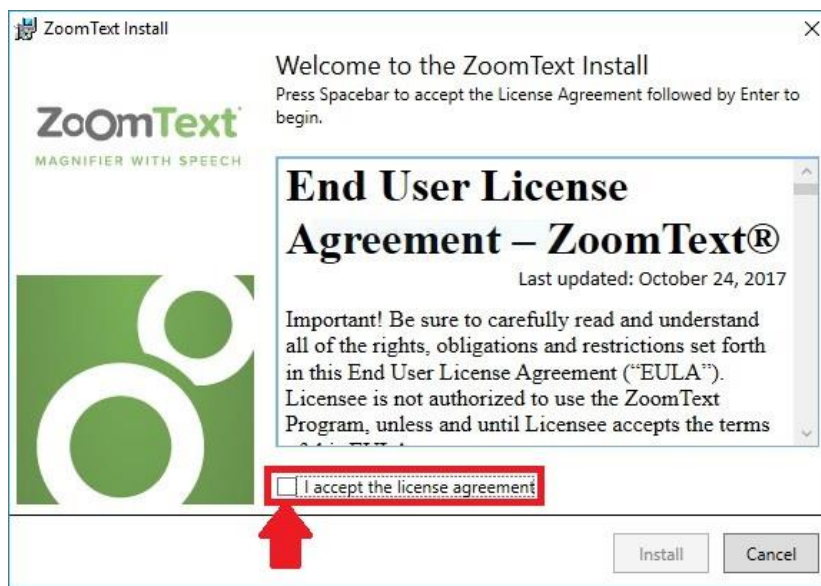 ZoomText Install
ZoomText
MAGNIFIER WITH SPEECH
Welcome to the ZoomText Install
Press Spacebar to accept the License Agreement followed by Enter to
begin.
End User License
Agreement – ZoomText®
Last updated: October 24, 2017
Important! Be sure to carefully read and understand
all of the rights, obligations and restrictions set forth
in this End User License Agreement (“EULA”).
Licensee is not authorized to use the ZoomText
Program, unless and until Licensee accepts the terms
I accept the license agreement
Install
Cancel